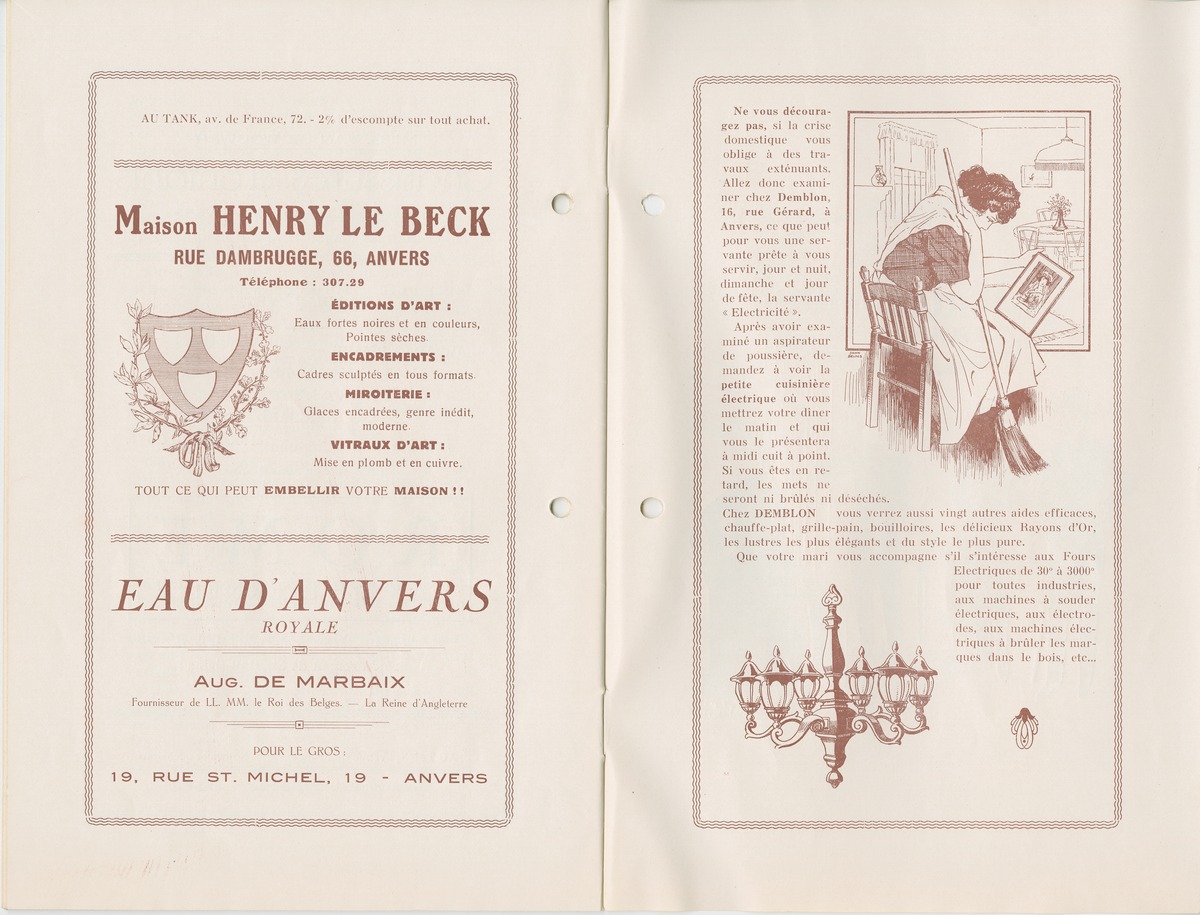 AU TANK, av. de France, 72. - 2% d'escompte sur tout achat.
Maison HENRY LE BECK
RUE DAMBRUGGE, 66, ANVERS
Téléphone : 307.29
ÉDITIONS D'ART :
Eaux fortes noires et en couleurs,
Pointes sèches.
ENCADREMENTS :
Cadres sculptés en tous formats.
MIROITERIE :
Glaces encadrées, genre inédit,
moderne.
VITRAUX D'ART :
Mise en plomb et en cuivre.
TOUT CE QUI PEUT EMBELLIR VOTRE MAISON !!
EAU D'ANVERS
ROYALE
AUG. DE MARBAIX
Fournisseur de LL. MM. le Roi des Belges. — La Reine d'Angleterre
POUR LE GROS :
19, RUE ST. MICHEL, 19 - ANVERS
Ne vous découra-
gez pas, si la crise
domestique vous
oblige à des tra-
vaux exténuants.
Allez donc exami-
ner chez Demblon,
16, rue Gérard, à
Anvers, ce que peut
pour vous une ser-
vante prête à vous
servir, jour et nuit,
dimanche et jour
de fête, la servante
« Electricité ».
Après avoir exa-
miné un aspirateur
de poussière, de-
mandez à voir la
petite cuisinière
électrique où vous
mettrez votre dîner
le matin et qui
vous le présentera
à midi cuit à point.
Si vous êtes en re-
tard, les mets ne
seront ni brûlés ni déséchés.
Chez DEMBLON vous verrez aussi vingt autres aides efficaces,
chauffe-plat, grille-pain, bouilloires, les délicieux Rayons d'Or,
les lustres les plus élégants et du style le plus pure.
Que votre mari vous accompagne s'il s'intéresse aux Fours
Electriques de 30° à 3000°
pour toutes industries,
aux machines à souder
électriques, aux électro-
des, aux machines élec-
triques à brûler les mar-
ques dans le bois, etc...